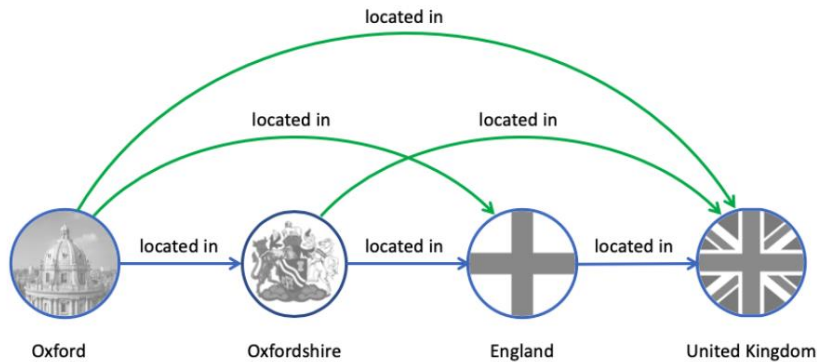 located in
located in
located in
located in
located in
located in
Oxford
Oxfordshire
England
United Kingdom